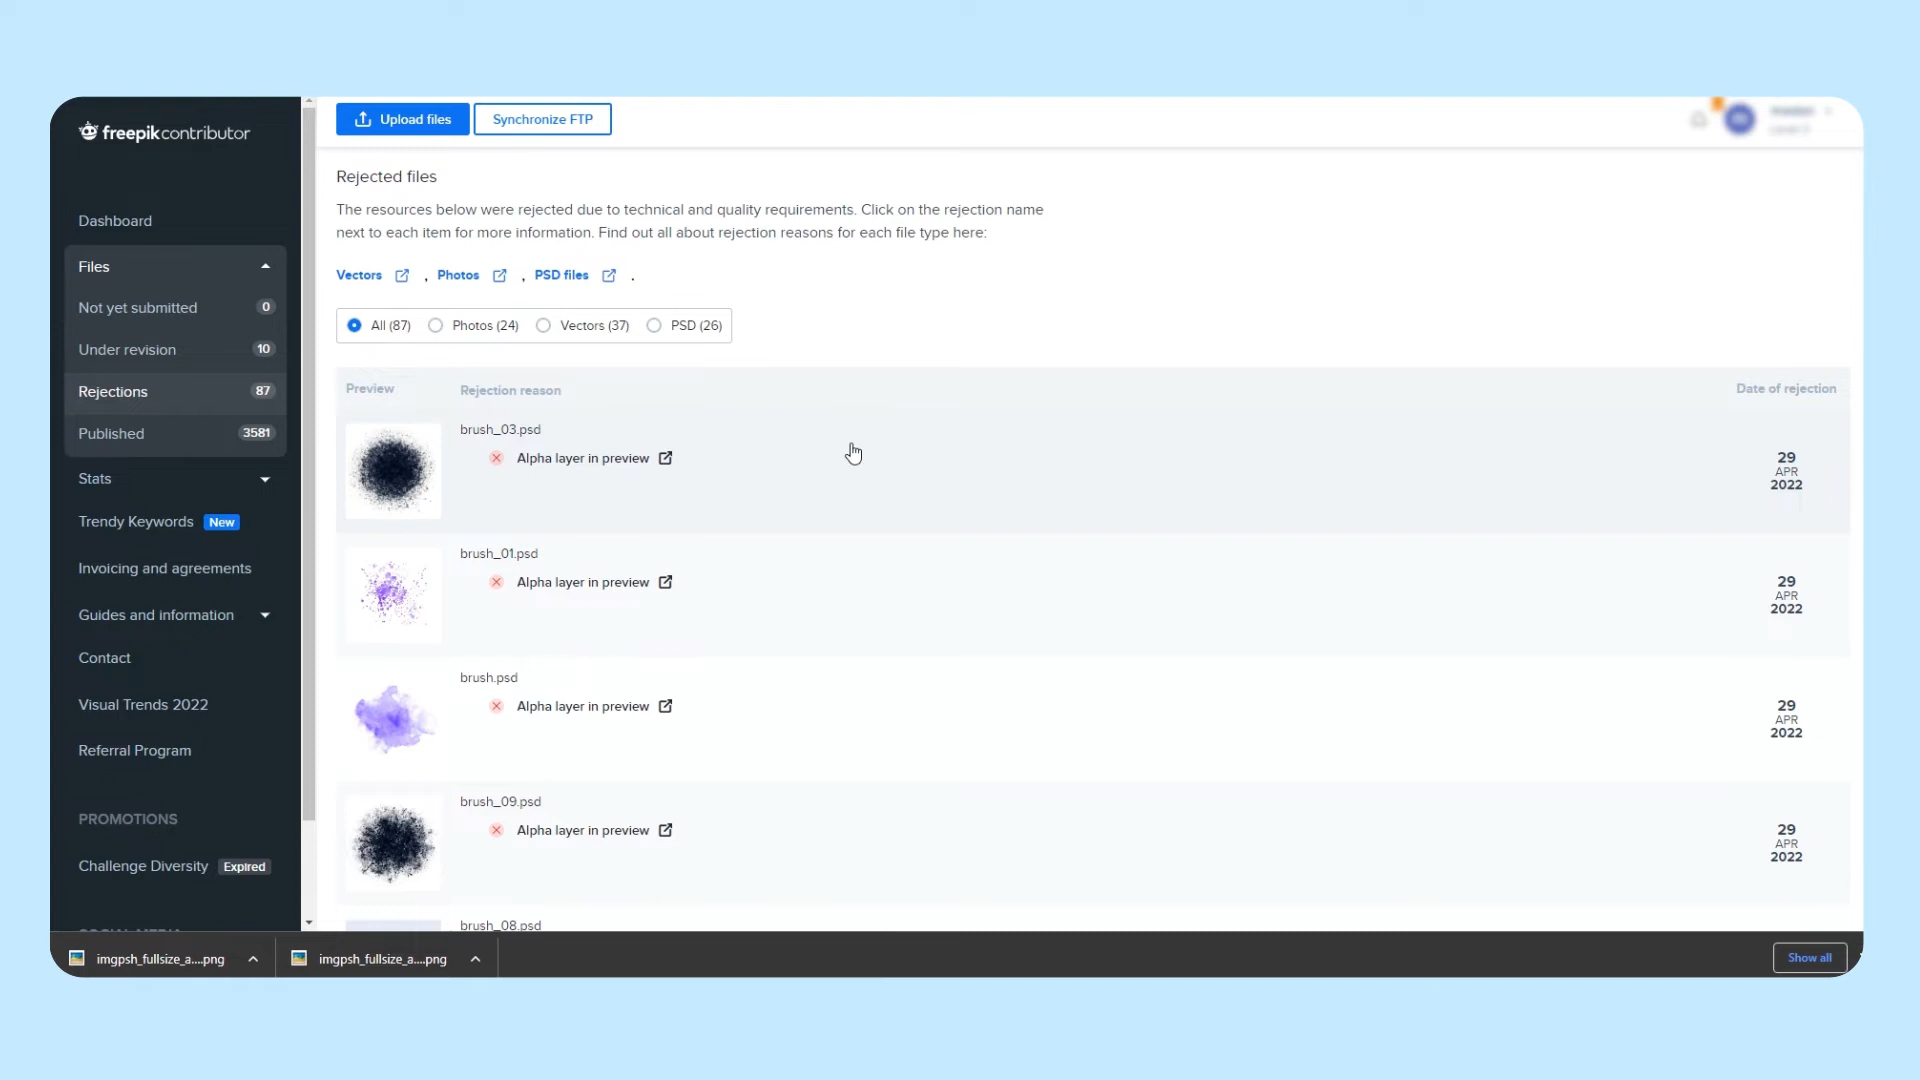 freepik contributor
Upload files
Synchronize FTP
Dashboard
Files
Not yet submitted 0
Under revision 10
Rejections 87
Published 3581
Stats
Trendy Keywords New
Invoicing and agreements
Guides and information
Contact
Visual Trends 2022
Referral Program
PROMOTIONS
Challenge Diversity Expired
Rejected files
The resources below were rejected due to technical and quality requirements. Click on the rejection name
next to each item for more information. Find out all about rejection reasons for each file type here:
Vectors , Photos , PSD files .
All (87) Photos (24) Vectors (37) PSD (26)
Preview Rejection reason Date of rejection
brush_03.psd
Alpha layer in preview
29
APR
2022
brush_01.psd
Alpha layer in preview
29
APR
2022
brush.psd
Alpha layer in preview
29
APR
2022
brush_09.psd
Alpha layer in preview
29
APR
2022
brush_08.psd
imgpsh_fullsize_a....png
imgpsh_fullsize_a....png
Show all